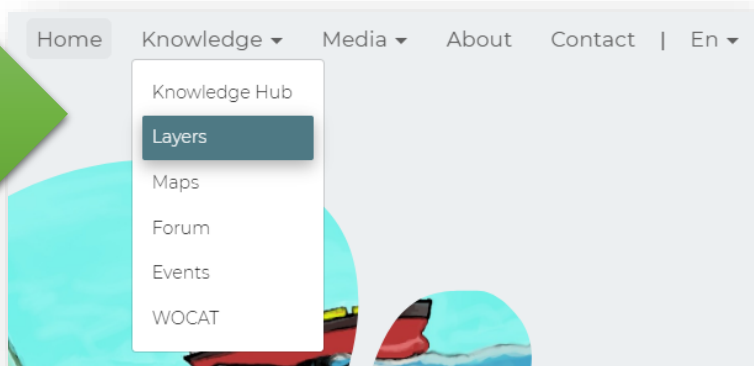 Home Knowledge Media About Contact | En
Knowledge Hub
Layers
Maps
Forum
Events
WOCAT